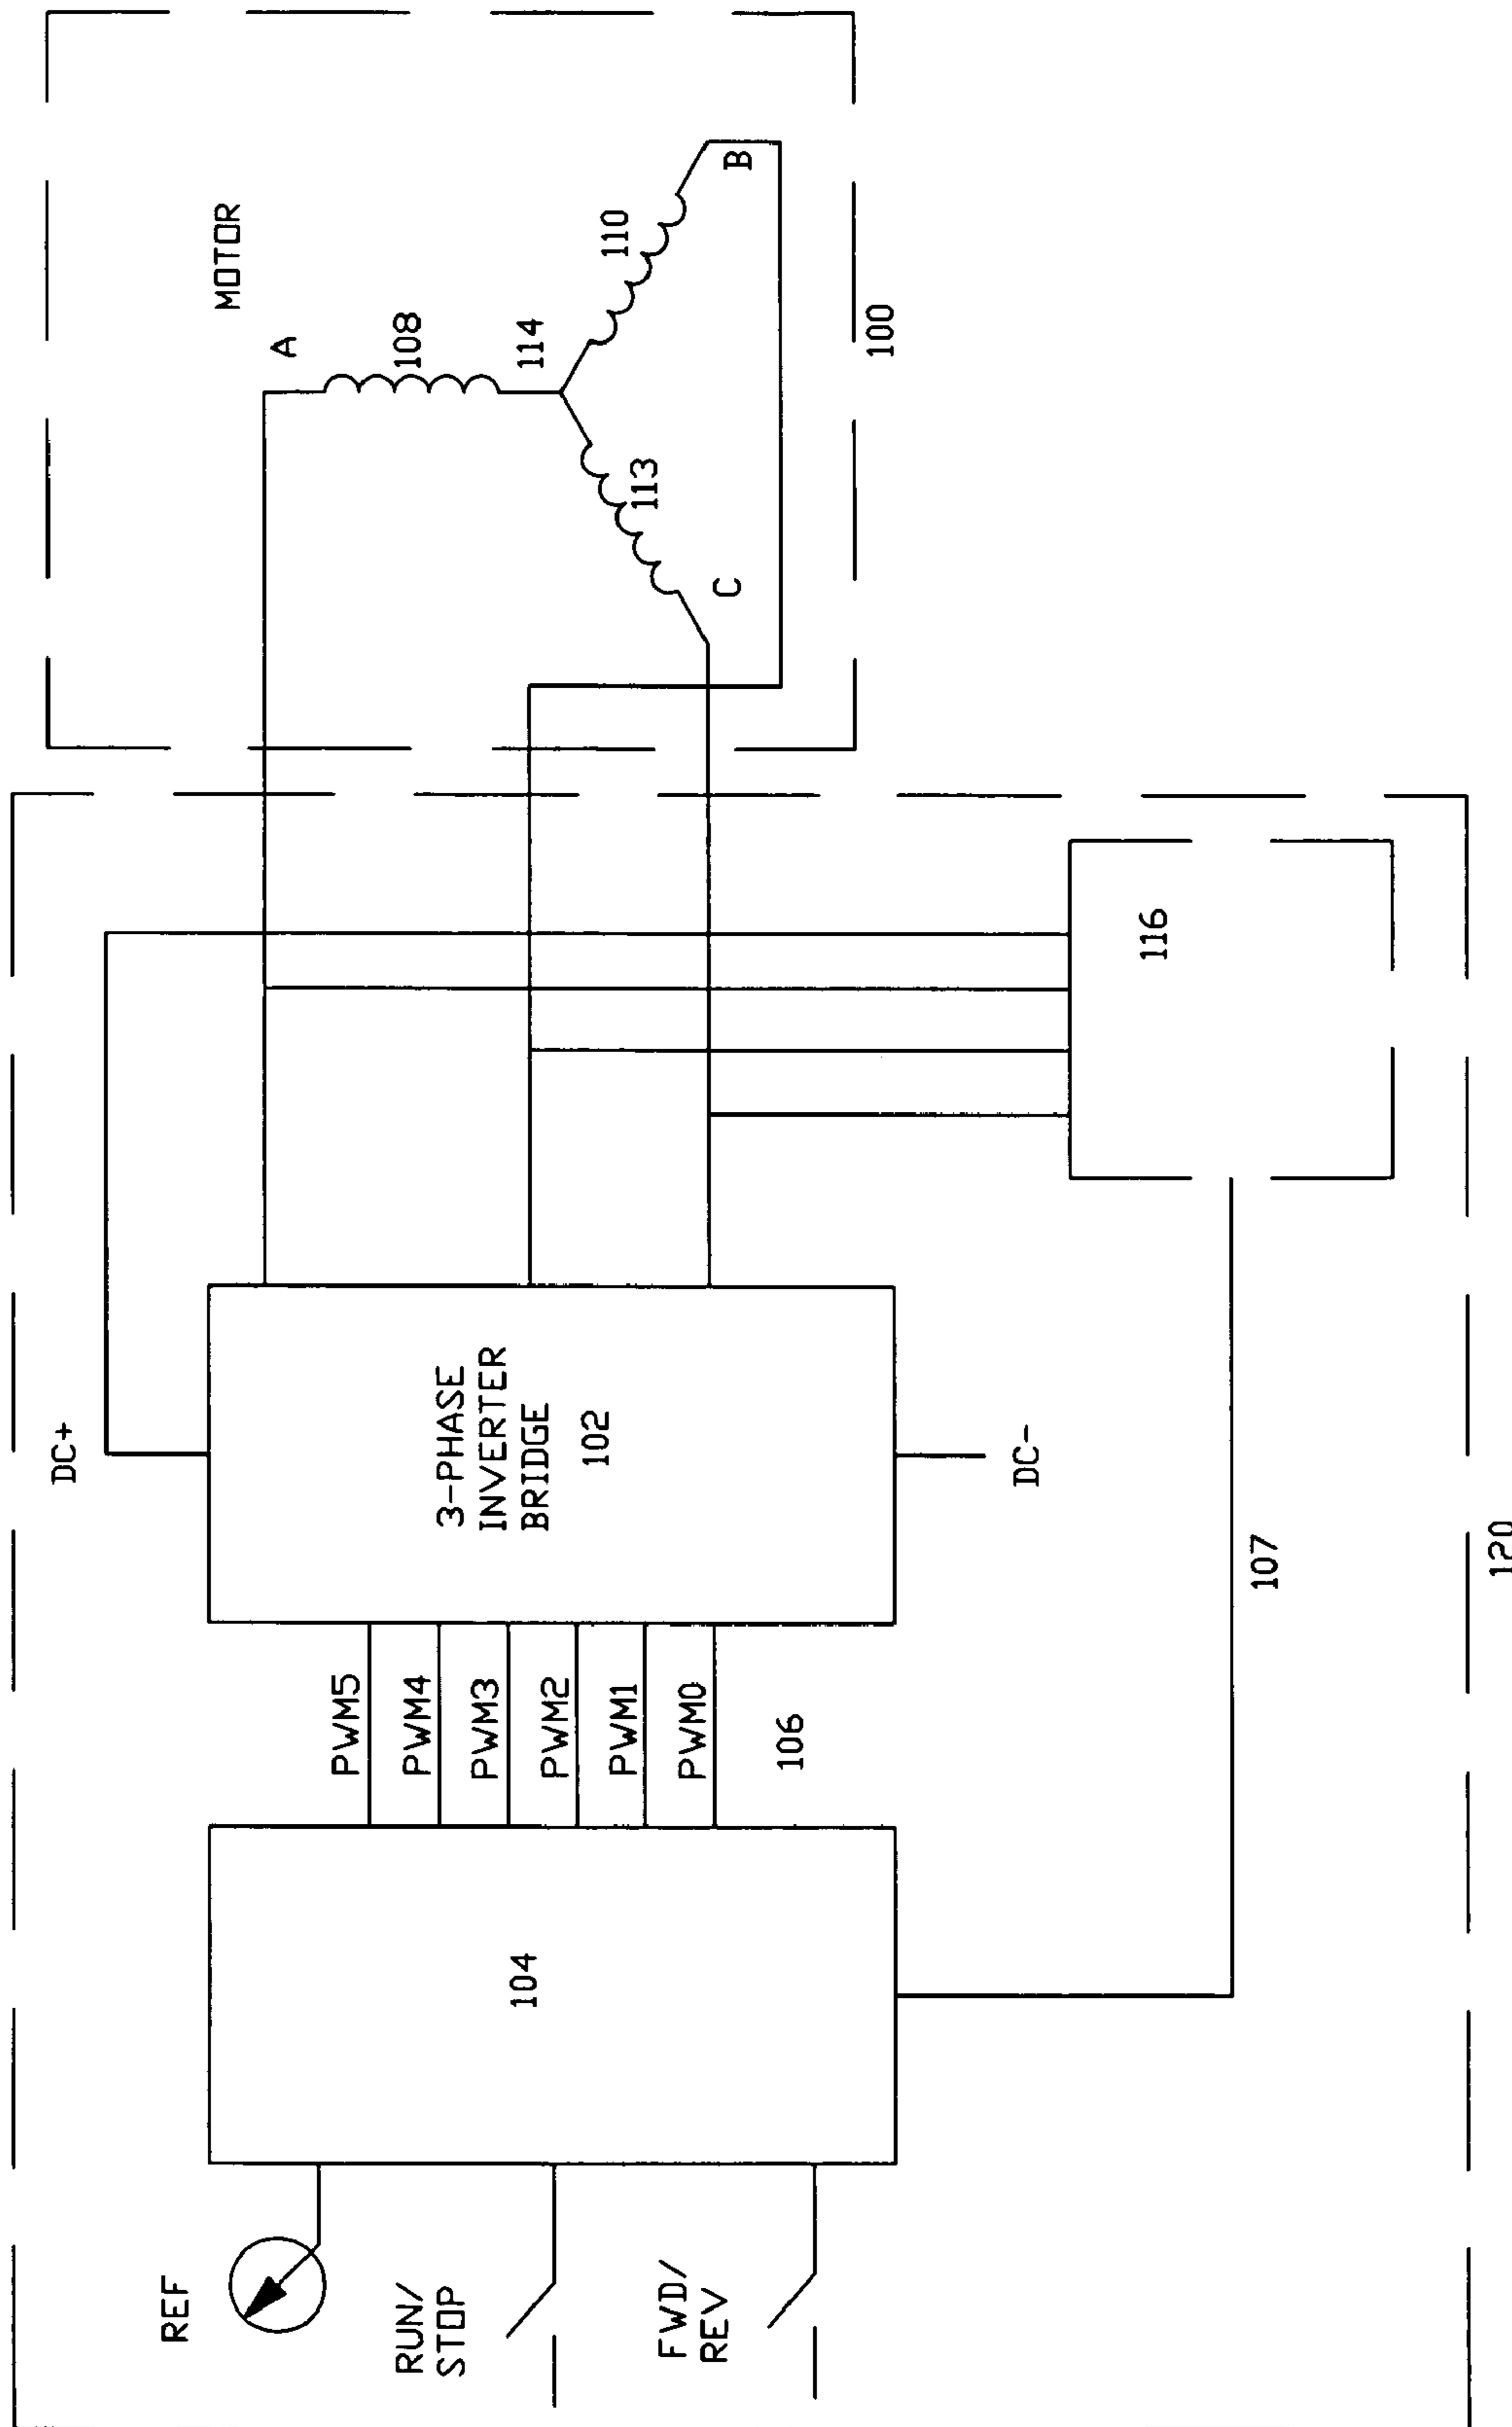 REF
RUN/
STOP
FWD/
REV
104
PWM5
PWM4
PWM3
PWM2
PWM1
PWM0
106
DC+
3-PHASE
INVERTER
BRIDGE
102
DC-
107
116
120
MOTOR
A
108
114
110
113
B
C
100